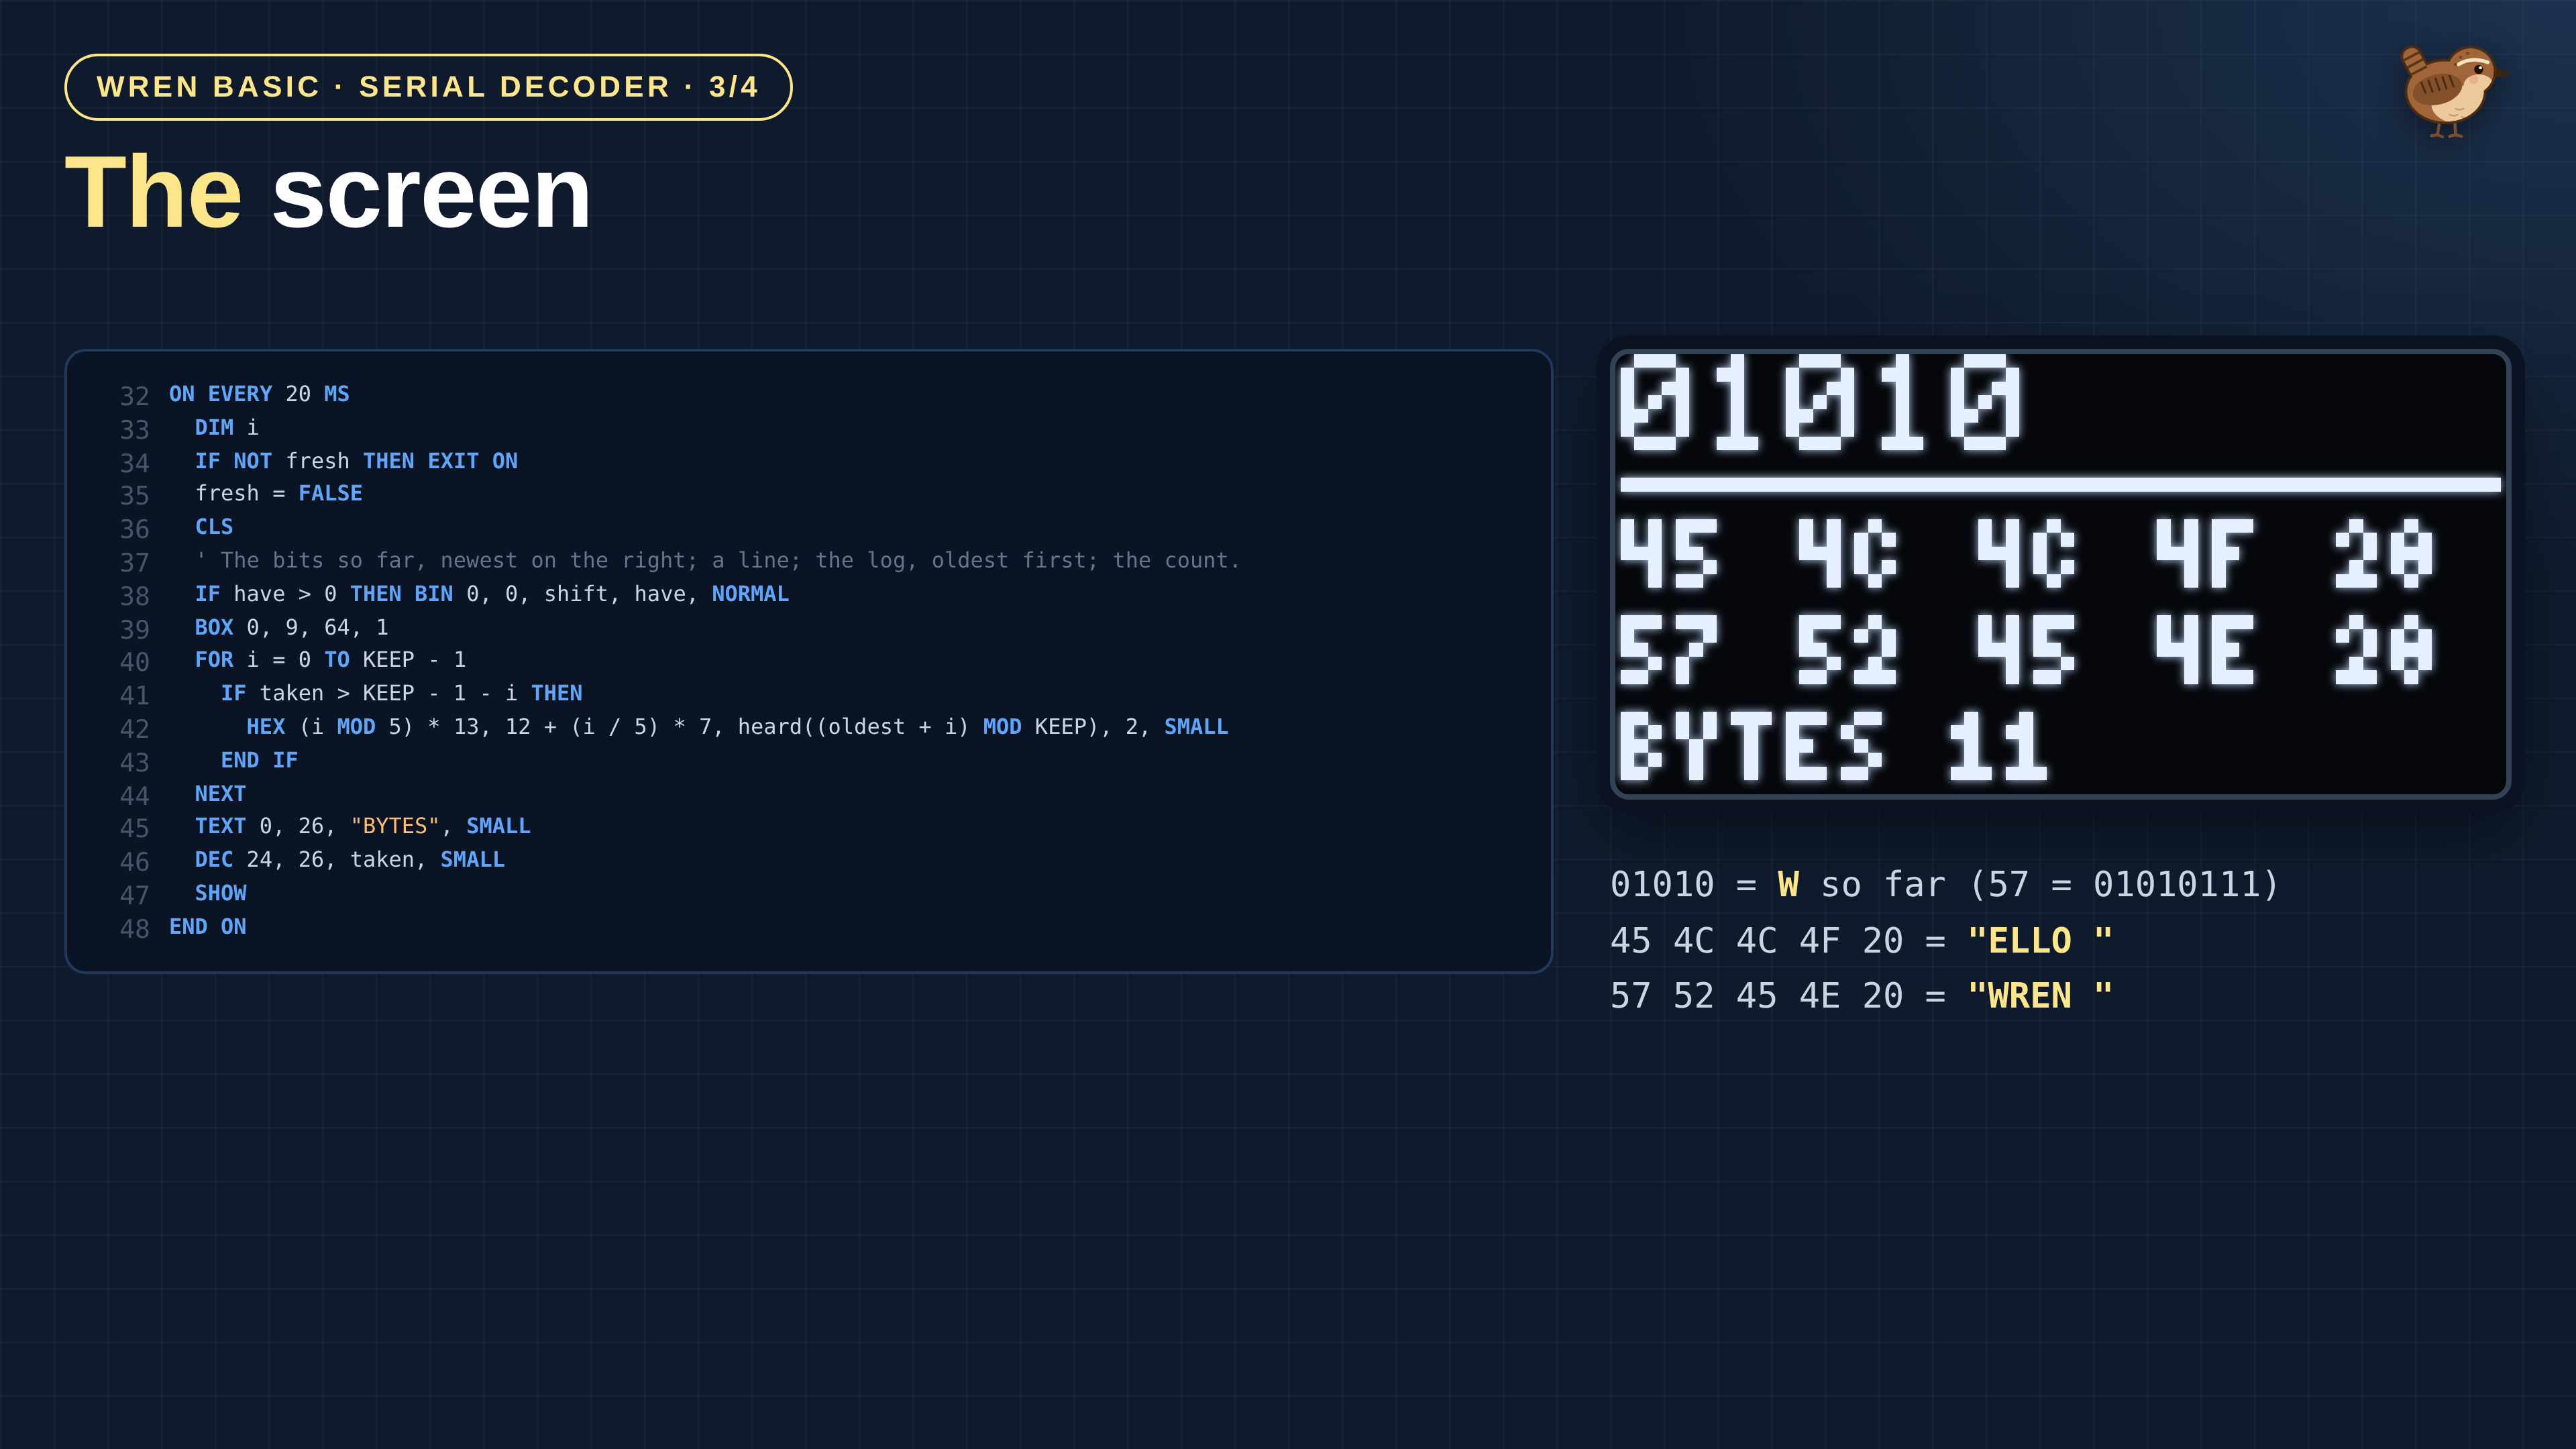 WREN BASIC · SERIAL DECODER · 3/4
The screen
32 ON EVERY 20 MS
33   DIM i
34   IF NOT fresh THEN EXIT ON
35   fresh = FALSE
36   CLS
37   ' The bits so far, newest on the right; a line; the log, oldest first; the count.
38   IF have > 0 THEN BIN 0, 0, shift, have, NORMAL
39   BOX 0, 9, 64, 1
40   FOR i = 0 TO KEEP - 1
41     IF taken > KEEP - 1 - i THEN
42       HEX (i MOD 5) * 13, 12 + (i / 5) * 7, heard((oldest + i) MOD KEEP), 2, SMALL
43     END IF
44   NEXT
45   TEXT 0, 26, "BYTES", SMALL
46   DEC 24, 26, taken, SMALL
47   SHOW
48 END ON
01010
45 4C 4C 4F 20
57 52 45 4E 20
BYTES 11
01010 = W so far (57 = 01010111)
45 4C 4C 4F 20 = "ELLO "
57 52 45 4E 20 = "WREN "